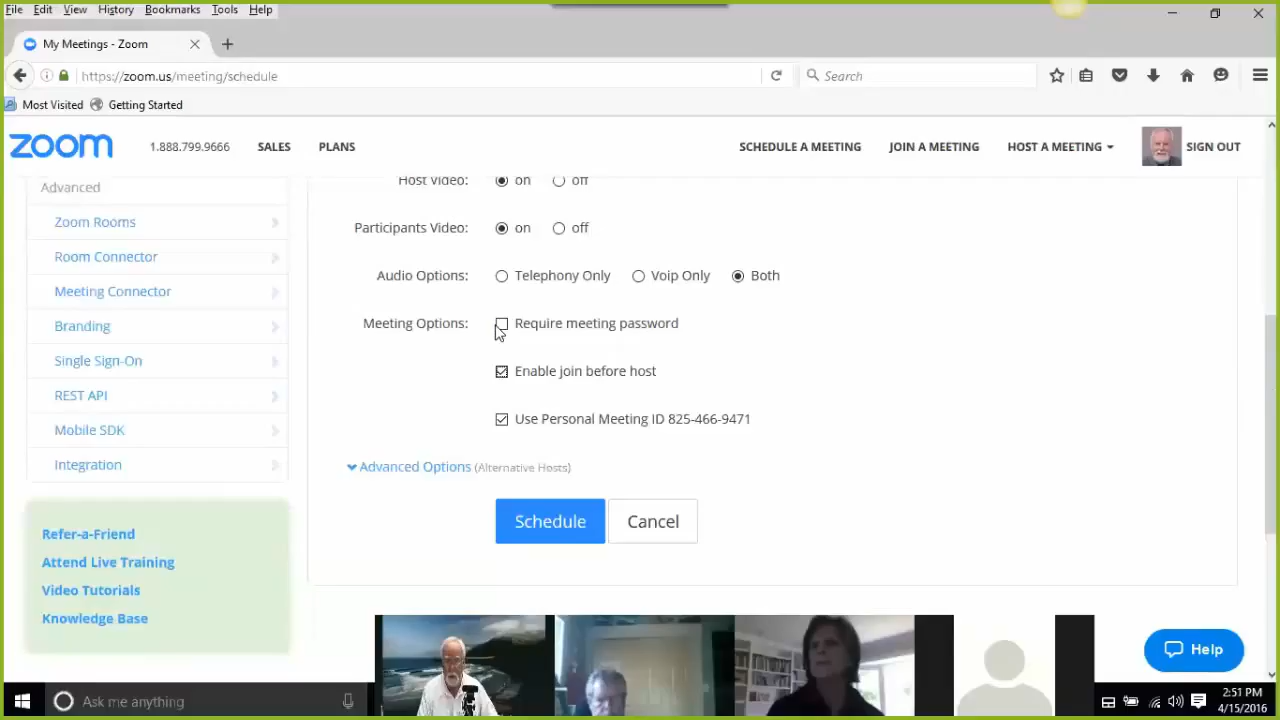 File Edit View History Bookmarks Tools Help
My Meetings - Zoom
https://zoom.us/meeting/schedule
Search
Most Visited Getting Started
zoom 1.888.799.9666 SALES PLANS SCHEDULE A MEETING JOIN A MEETING HOST A MEETING SIGN OUT
Advanced
Zoom Rooms
Room Connector
Meeting Connector
Branding
Single Sign-On
REST API
Mobile SDK
Integration
Refer-a-Friend
Attend Live Training
Video Tutorials
Knowledge Base
Host Video: on off
Participants Video: on off
Audio Options: Telephony Only Voip Only Both
Meeting Options: Require meeting password
Enable join before host
Use Personal Meeting ID 825-466-9471
Advanced Options (Alternative Hosts)
Schedule Cancel
Help
Ask me anything
2:51 PM
4/15/2016